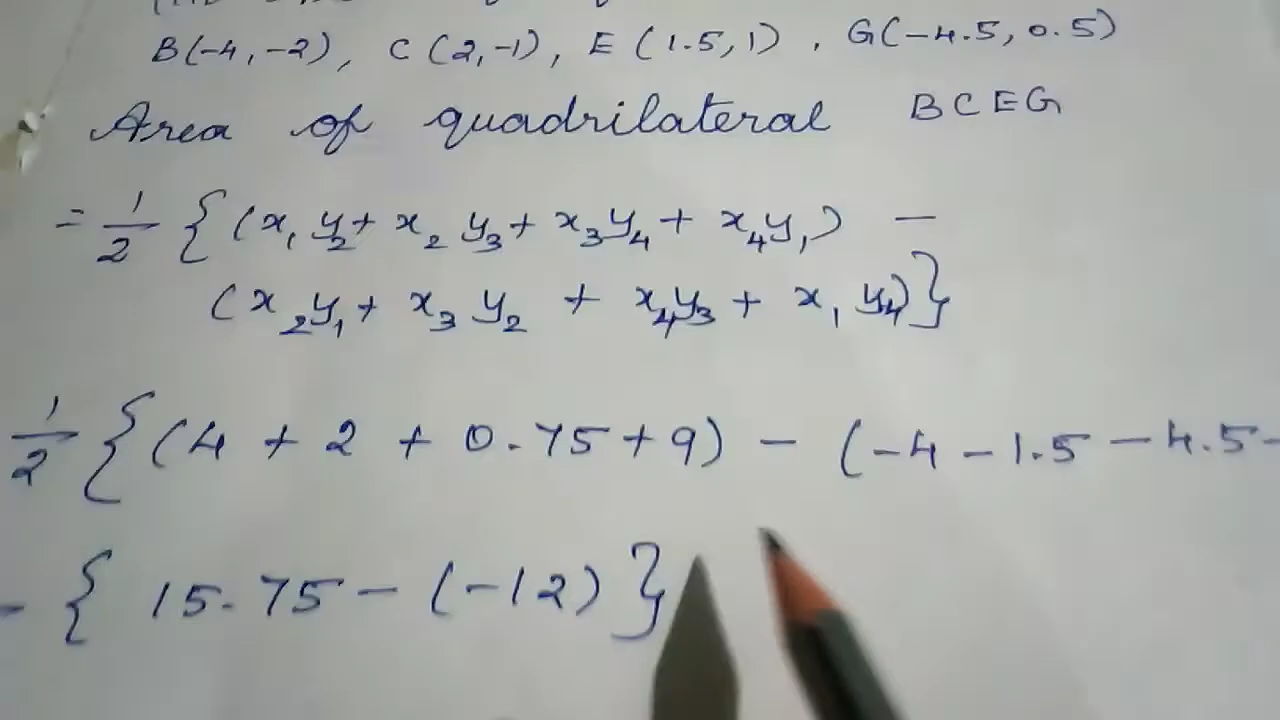 B(-4,-2), C(2,-1), E(1.5,1), G(-4.5,0.5)
Area of quadrilateral BCEG
= 1/2 {(x₁y₂+x₂y₃+x₃y₄+x₄y₁) -
(x₂y₁+x₃y₂+x₄y₃+x₁y₄)}
1/2 {(4+2+0.75+9) - (-4-1.5-4.5-
- {15.75-(-12)}